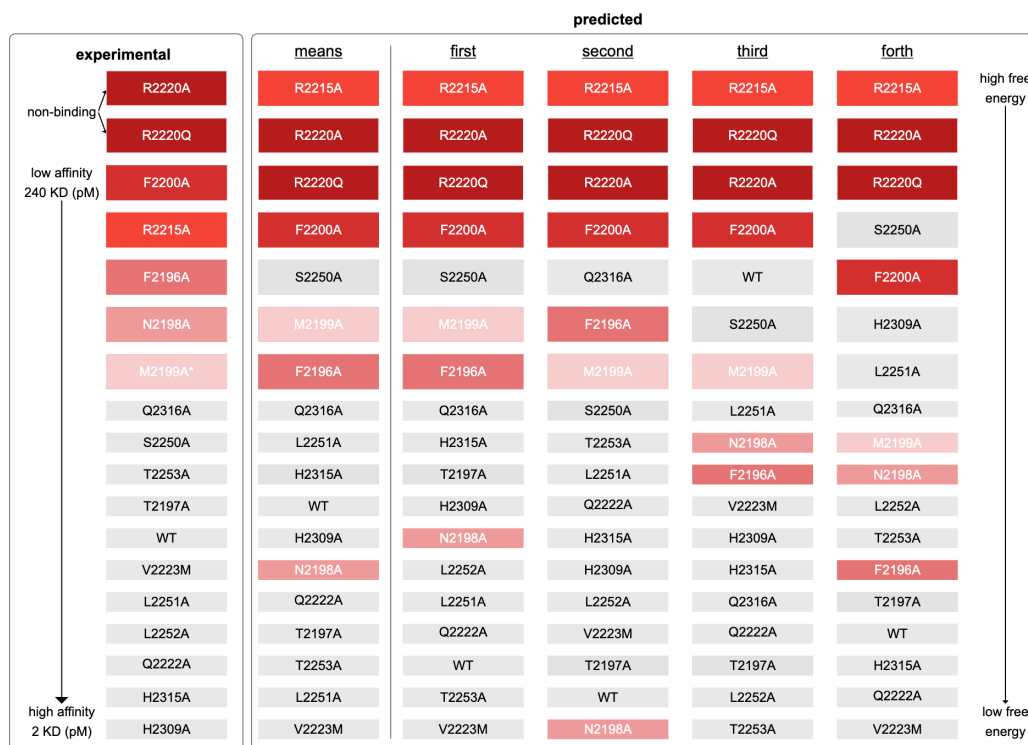 predicted
experimental means first second third forth
R2220A R2215A R2215A R2215A R2215A R2215A high free
energy
non-binding
R2220Q R2220A R2220A R2220Q R2220Q R2220A
low affinity
240 KD (pM)
F2200A R2220Q R2220Q R2220A R2220A R2220Q
R2215A F2200A F2200A F2200A F2200A S2250A
F2196A S2250A S2250A Q2316A WT F2200A
N2198A M2199A M2199A F2196A S2250A H2309A
M2199A* F2196A F2196A M2199A M2199A L2251A
Q2316A Q2316A Q2316A S2250A L2251A Q2316A
S2250A L2251A H2315A T2253A N2198A M2199A
T2253A H2315A T2197A L2251A F2196A N2198A
T2197A WT H2309A Q2222A V2223M L2252A
WT H2309A N2198A H2315A H2309A T2253A
V2223M N2198A L2252A H2309A H2315A F2196A
L2251A Q2222A L2251A L2252A Q2316A T2197A
L2252A T2197A Q2222A V2223M Q2222A WT
Q2222A T2253A WT T2197A T2197A H2315A
H2315A L2251A T2253A WT L2252A Q2222A
high affinity
2 KD (pM)
H2309A V2223M V2223M N2198A T2253A V2223M
low free
energy